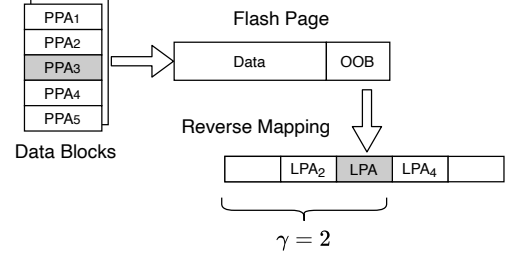 PPA1
PPA2
PPA3
PPA4
PPA5
Data Blocks
Flash Page
Data
OOB
Reverse Mapping
LPA2
LPA
LPA4
γ = 2